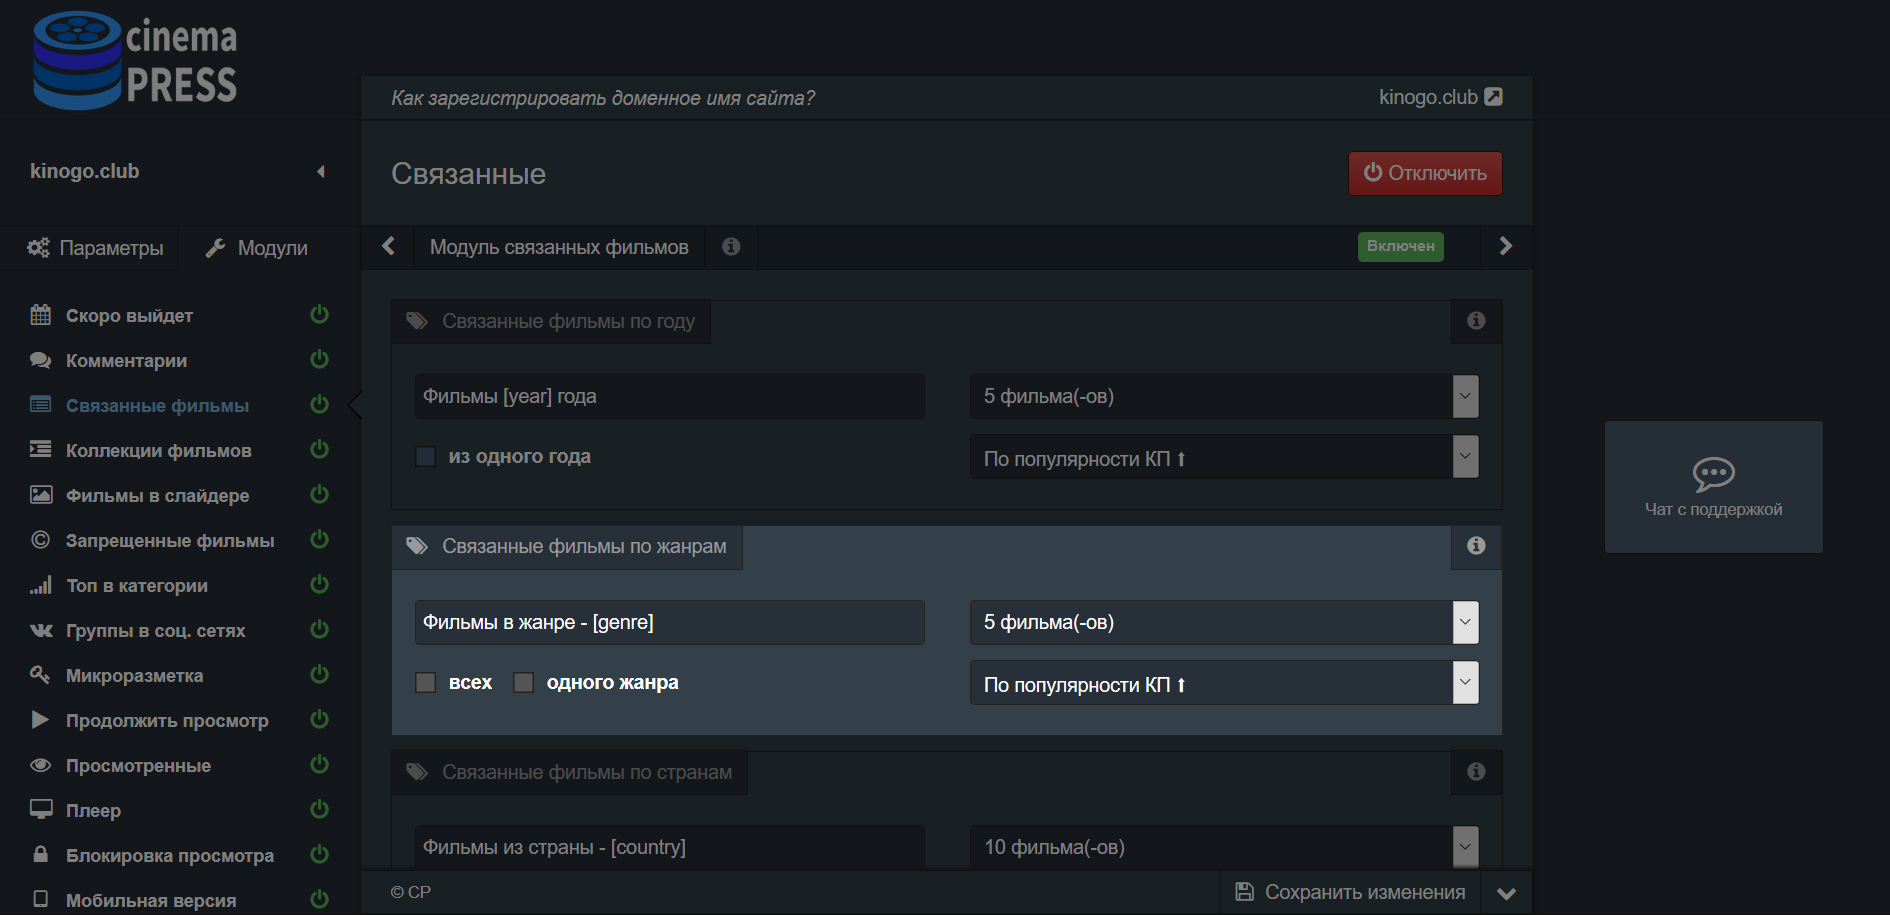 cinema
PRESS
Как зарегистрировать доменное имя сайта?
kinogo.club
kinogo.club
Связанные
Отключить
Параметры
Модули
Модуль связанных фильмов
Включен
Скоро выйдет
Комментарии
Связанные фильмы
Коллекции фильмов
Фильмы в слайдере
Запрещенные фильмы
Топ в категории
Группы в соц. сетях
Микроразметка
Продолжить просмотр
Просмотренные
Плеер
Блокировка просмотра
Мобильная версия
Связанные фильмы по году
Фильмы [year] года
5 фильма(-ов)
из одного года
По популярности КП ⬆
Связанные фильмы по жанрам
Фильмы в жанре - [genre]
5 фильма(-ов)
всех
одного жанра
По популярности КП ⬆
Связанные фильмы по странам
Фильмы из страны - [country]
10 фильма(-ов)
© CP
Сохранить изменения
Чат с поддержкой